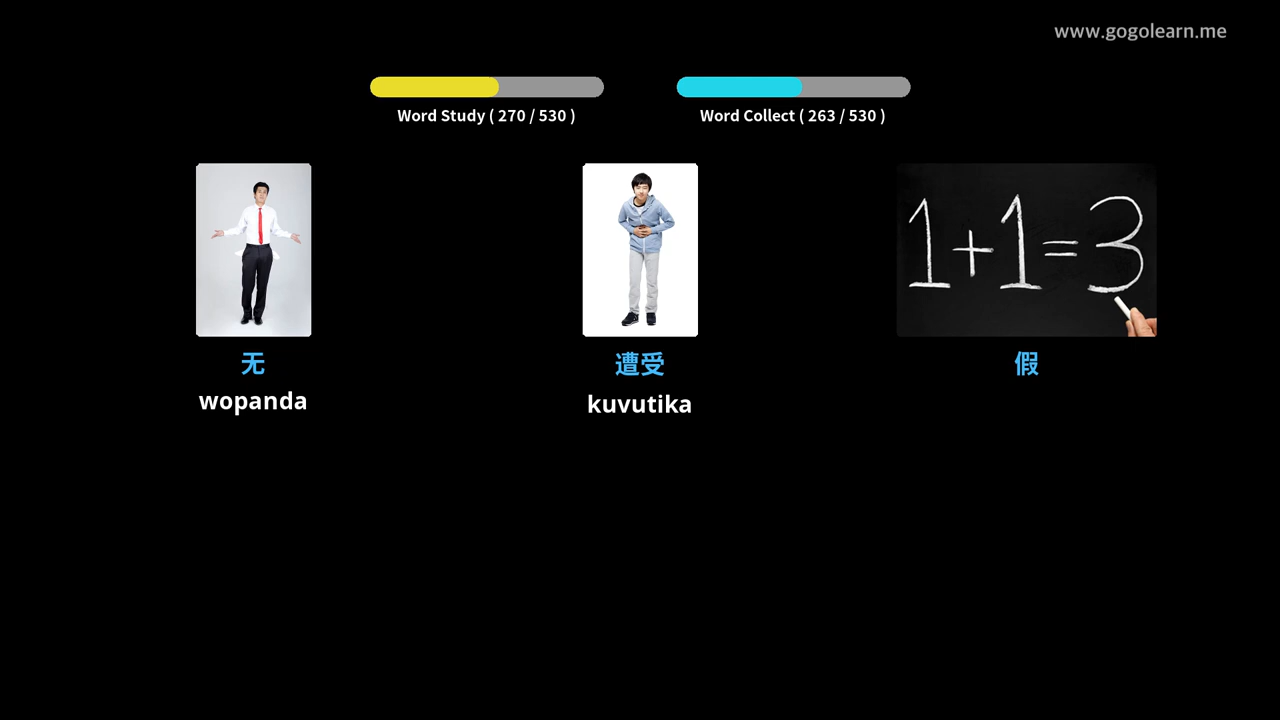 www.gogolearn.me
Word Study ( 270 / 530 )
Word Collect ( 263 / 530 )
1+1=3
无
遭受
假
wopanda
kuvutika